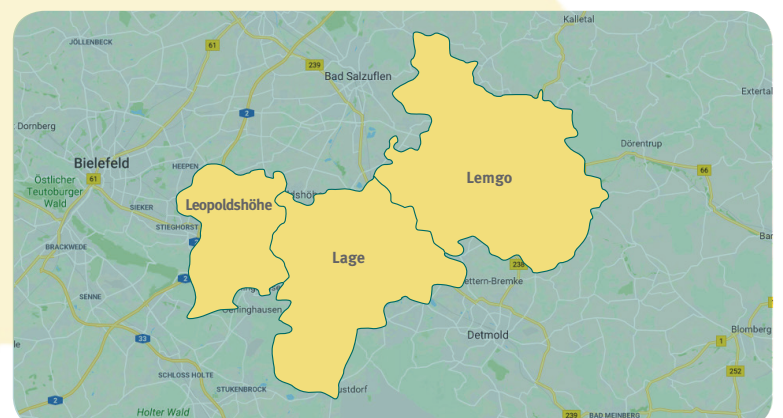 Kalletal
JÖLLENBECK
61
239
Bad Salzuflen
Extertal
2
Dornberg
Bielefeld
HEEPEN
Dörentrup
66
Östlicher
Teutoburger
Wald
61
Lemgo
SIEKER
Leopoldshöhe
STIEGHORST
BRACKWEDE
Lage
238
2
SENNE
Detmold
33
1
Blomberg
SCHLOSS HOLTE
252
STUKENBROCK
2
Holter Wald
239
BAD MEINBERG